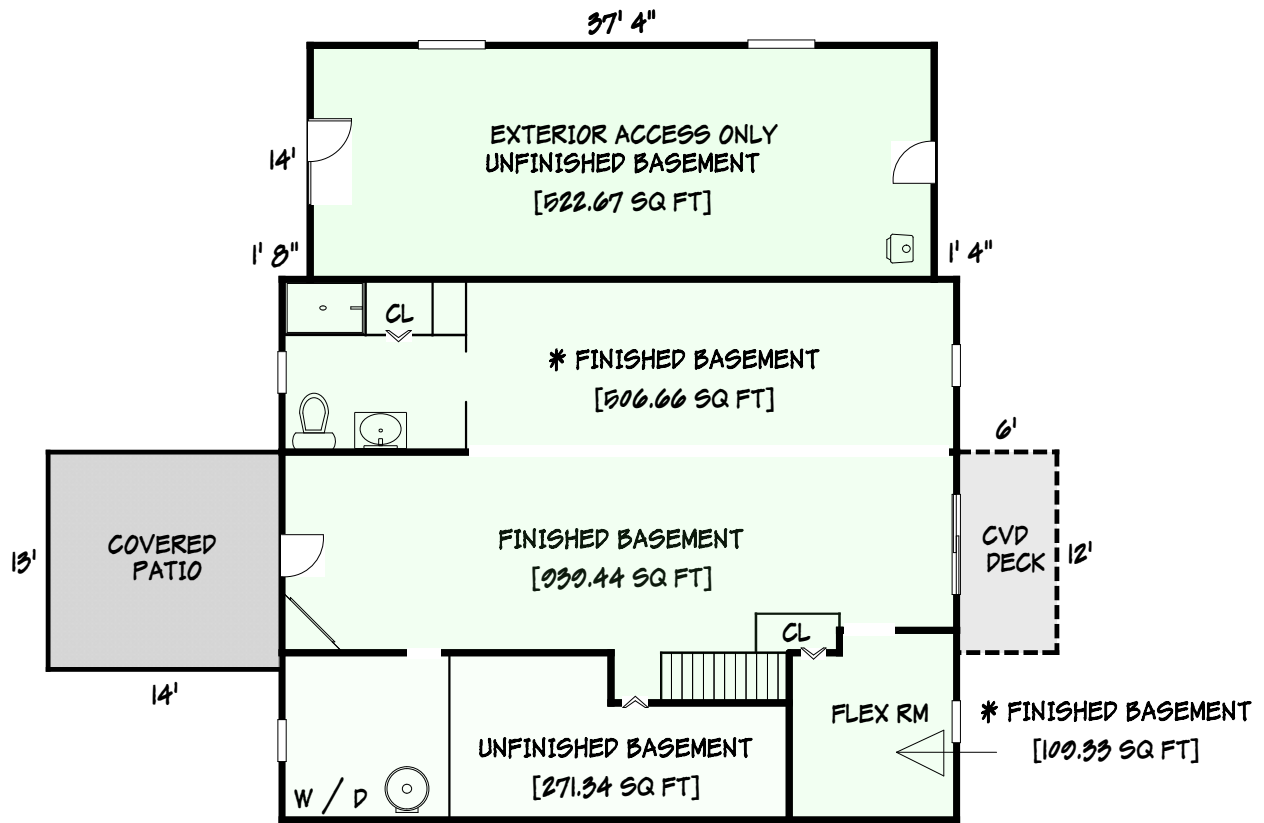 37' 4"
EXTERIOR ACCESS ONLY
UNFINISHED BASEMENT
[522.67 SQ FT]
14'
1' 8"
1' 4"
CL
* FINISHED BASEMENT
[506.66 SQ FT]
6'
COVERED
PATIO
13'
14'
FINISHED BASEMENT
[939.44 SQ FT]
CVD
DECK
12'
CL
FLEX RM
* FINISHED BASEMENT
[109.33 SQ FT]
UNFINISHED BASEMENT
[271.34 SQ FT]
W / D